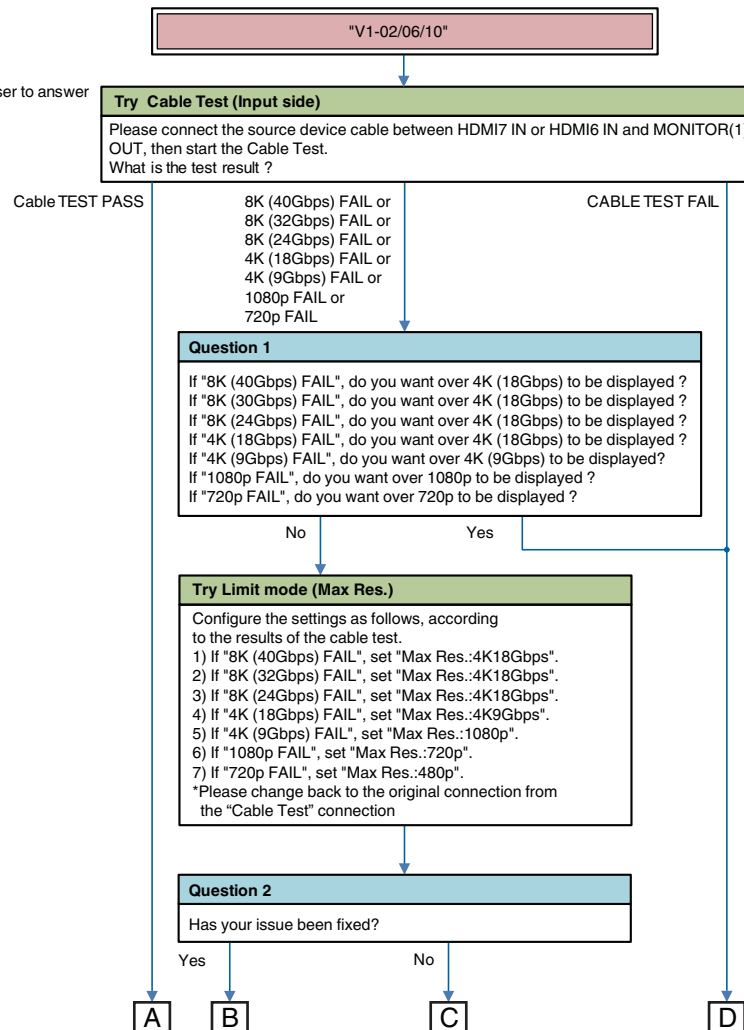 "V1-02/06/10"
ser to answer
Try Cable Test (Input side)
Please connect the source device cable between HDMI7 IN or HDMI6 IN and MONITOR(1)
OUT, then start the Cable Test.
What is the test result ?
Cable TEST PASS
8K (40Gbps) FAIL or
8K (32Gbps) FAIL or
8K (24Gbps) FAIL or
4K (18Gbps) FAIL or
4K (9Gbps) FAIL or
1080p FAIL or
720p FAIL
CABLE TEST FAIL
Question 1
If "8K (40Gbps) FAIL", do you want over 4K (18Gbps) to be displayed ?
If "8K (30Gbps) FAIL", do you want over 4K (18Gbps) to be displayed ?
If "8K (24Gbps) FAIL", do you want over 4K (18Gbps) to be displayed ?
If "4K (18Gbps) FAIL", do you want over 4K (18Gbps) to be displayed ?
If "4K (9Gbps) FAIL", do you want over 4K (9Gbps) to be displayed?
If "1080p FAIL", do you want over 1080p to be displayed ?
If "720p FAIL", do you want over 720p to be displayed ?
No
Yes
Try Limit mode (Max Res.)
Configure the settings as follows, according
to the results of the cable test.
1) If "8K (40Gbps) FAIL", set "Max Res.:4K18Gbps".
2) If "8K (32Gbps) FAIL", set "Max Res.:4K18Gbps".
3) If "8K (24Gbps) FAIL", set "Max Res.:4K18Gbps".
4) If "4K (18Gbps) FAIL", set "Max Res.:4K9Gbps".
5) If "4K (9Gbps) FAIL", set "Max Res.:1080p".
6) If "1080p FAIL", set "Max Res.:720p".
7) If "720p FAIL", set "Max Res.:480p".
*Please change back to the original connection from
the “Cable Test” connection
Question 2
Has your issue been fixed?
Yes
No
A
B
C
D